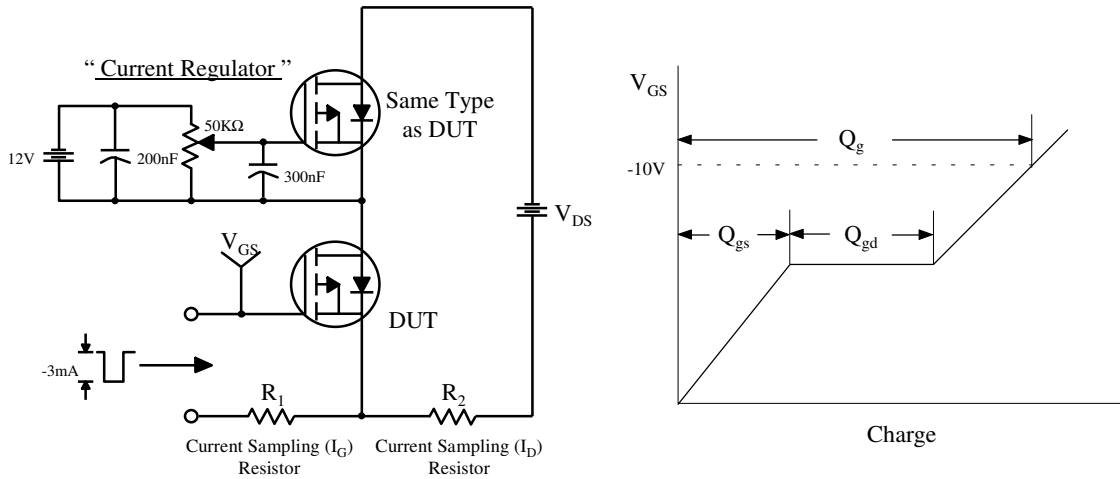 “ Current Regulator ”
12V
200nF
50KΩ
300nF
Same Type
as DUT
V_DS
V_GS
DUT
-3mA
R_1
R_2
Current Sampling (I_G)
Resistor
Current Sampling (I_D)
Resistor
V_GS
-10V
Q_g
Q_gs
Q_gd
Charge